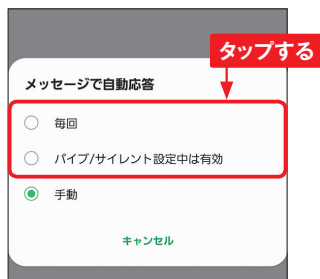 タップする
メッセージで自動応答
毎回
バイブ/サイレント設定中は有効
手動
キャンセル